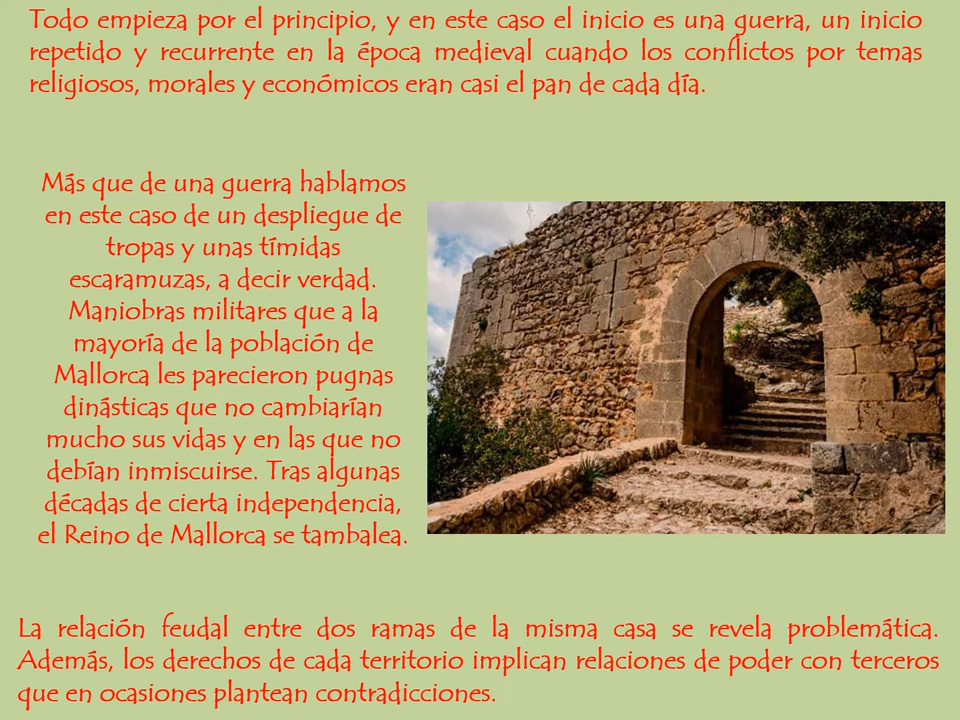 Todo empieza por el principio, y en este caso el inicio es una guerra, un inicio
repetido y recurrente en la época medieval cuando los conflictos por temas
religiosos, morales y económicos eran casi el pan de cada día.
Más que de una guerra hablamos
en este caso de un despliegue de
tropas y unas tímidas
escaramuzas, a decir verdad.
Maniobras militares que a la
mayoría de la población de
Mallorca les parecieron pugnas
dinásticas que no cambiarían
mucho sus vidas y en las que no
debían inmiscuirse. Tras algunas
décadas de cierta independencia,
el Reino de Mallorca se tambalea.
La relación feudal entre dos ramas de la misma casa se revela problemática.
Además, los derechos de cada territorio implican relaciones de poder con terceros
que en ocasiones plantean contradicciones.